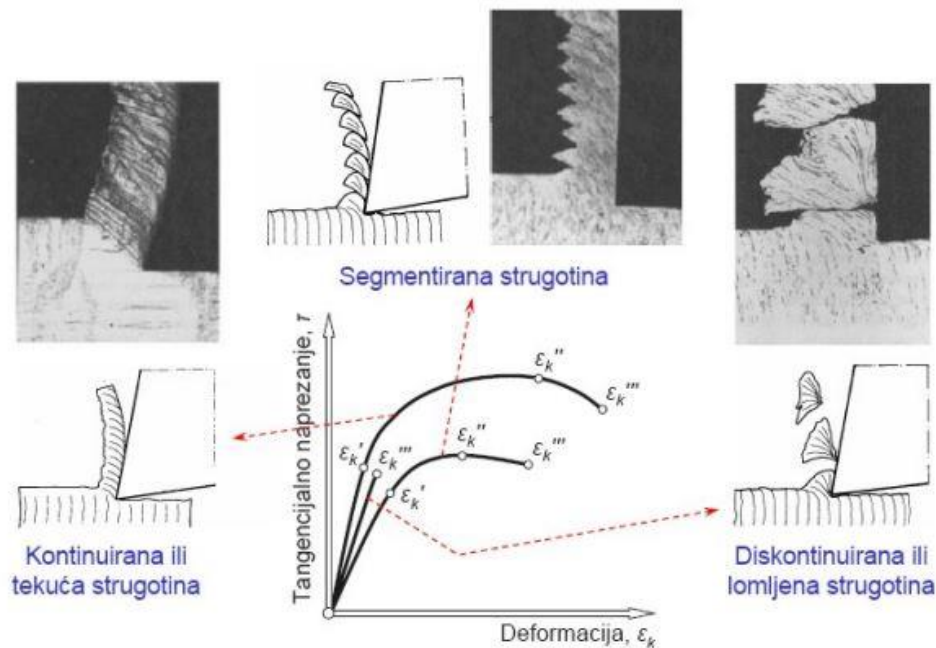 Segmentirana strugotina
Tangencijalno naprezanje, τ
εk''
εk'''
εk'
εk'''
εk''
εk'''
εk'
Kontinuirana ili
tekuća strugotina
Diskontinuirana ili
lomljena strugotina
Deformacija, εk